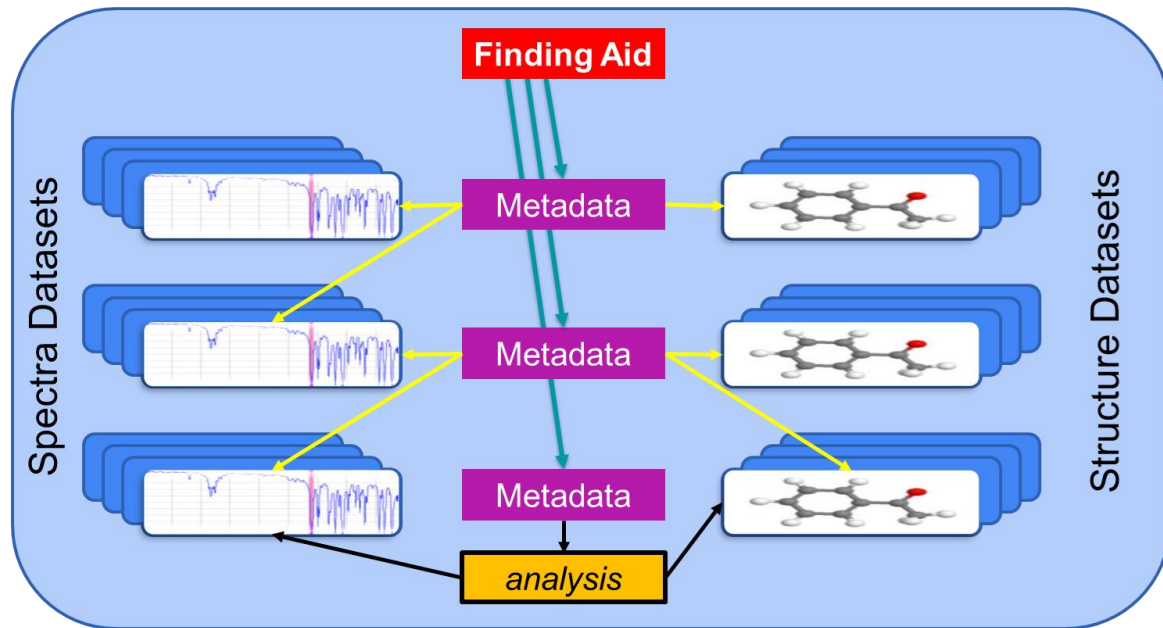 Finding Aid
Spectra Datasets
Metadata
Structure Datasets
Metadata
Metadata
analysis